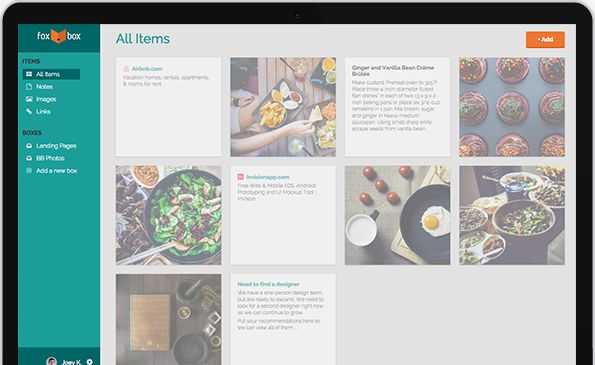 fox box
All Items
+ Add
ITEMS
All Items
Notes
Images
Links
BOXES
Landing Pages
BB Photos
Add a new box
Joey K.
Airbnb.com
Vacation homes, rentals, apartments,
& rooms for rent
Ginger and Vanilla Bean Crème
Brûlée
Make custard: Preheat oven to 325°F
Place three 4-inch-diameter fluted
flan dishes* in each of two 13 x 9 x 2-
inch baking pans or place six 3/4-cup
ramekins in 1 pan. Mix cream, sugar
and ginger in heavy medium
saucepan. Using small sharp knife,
scrape seeds from vanilla bean...
invisionapp.com
Free Web & Mobile (iOS, Android)
Prototyping and UI Mockup Tool |
InVision
Need to find a designer
We have a one-person design team,
but are ready to expand. We need to
look for a second designer right now
so we can continue to grow.
Put your recommendations here so
we can view all of them. ...